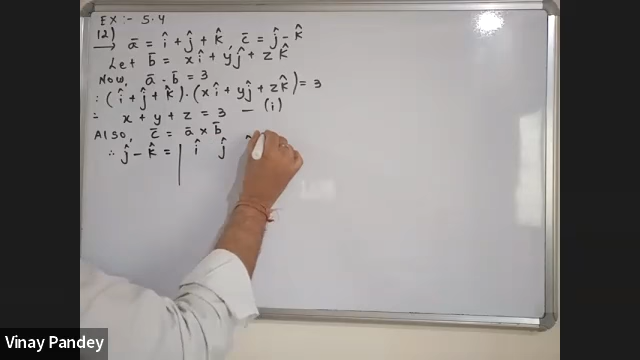 EX :- 5.4
12)
→ ā = î + ĵ + k̂, c̄ = ĵ - k̂
Let b̄ = xî + yĵ + zk̂
Now, ā · b̄ = 3
∴ (î + ĵ + k̂) · (xî + yĵ + zk̂) = 3
∴ x + y + z = 3 — (i)
Also, c̄ = ā × b̄
∴ ĵ - k̂ = | î ĵ
Vinay Pandey